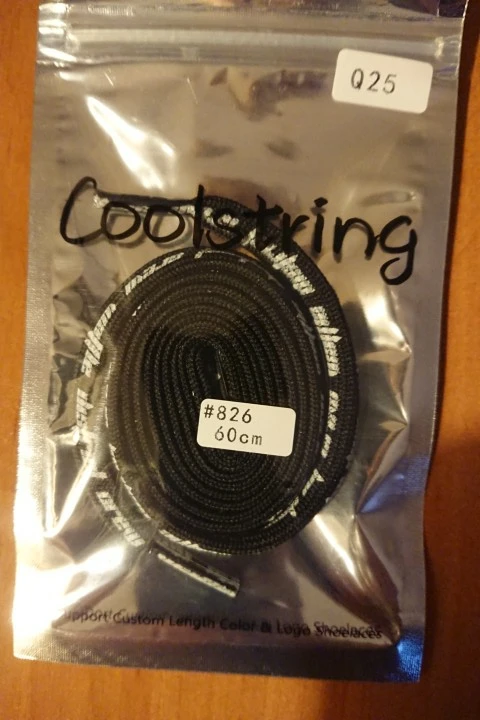 Q25
Coolstring
#826
60cm
Support Custom Length Color & Logo Shoelaces